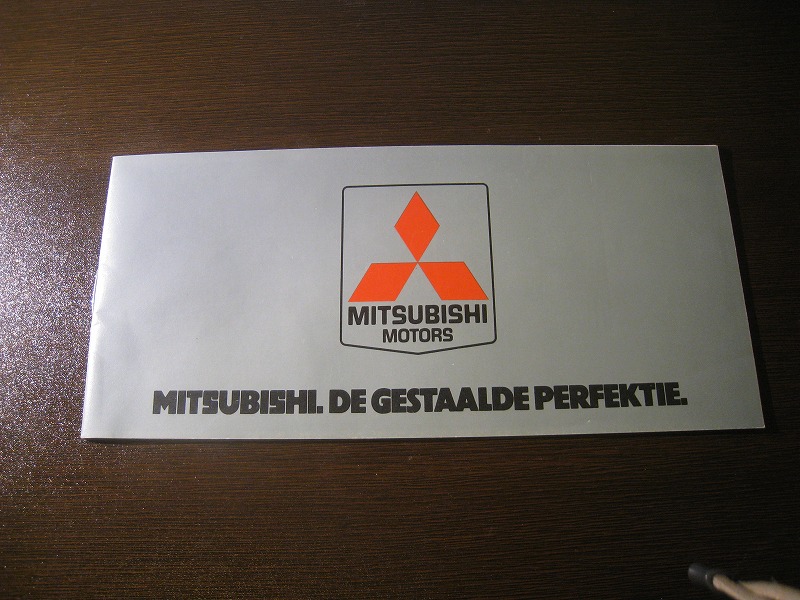 MITSUBISHI
MOTORS
MITSUBISHI. DE GESTAALDE PERFEKTIE.